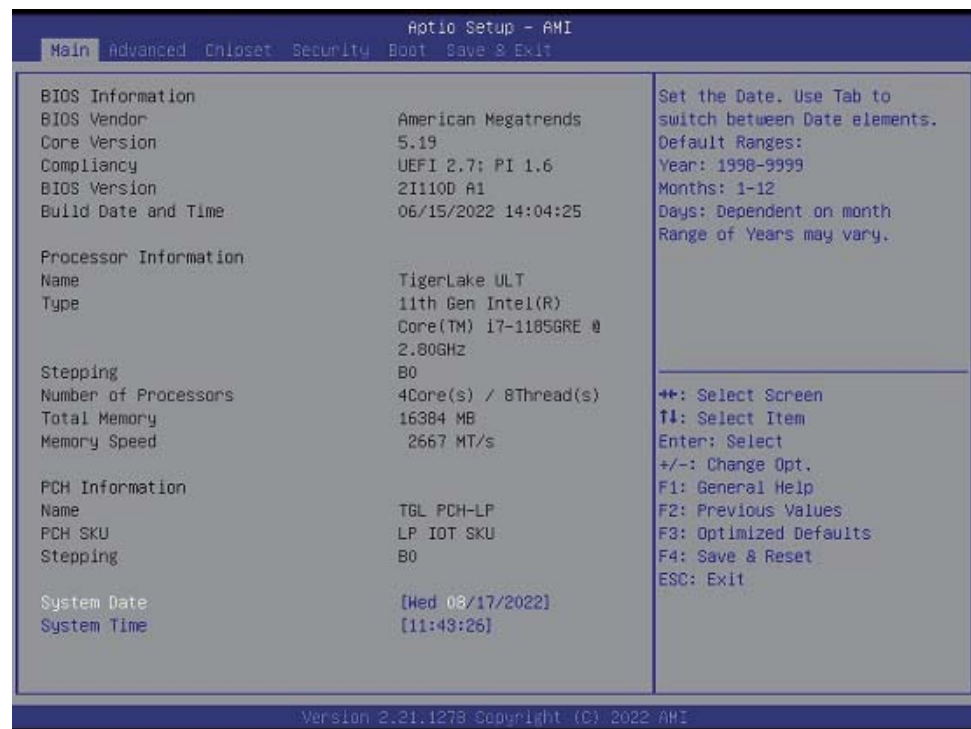 Aptio Setup - AMI
Main Advanced Chipset Security Boot Save & Exit
BIOS Information
BIOS Vendor American Megatrends
Core Version 5.19
Compliancy UEFI 2.7; PI 1.6
BIOS Version 2I110D A1
Build Date and Time 06/15/2022 14:04:25
Processor Information
Name TigerLake ULT
Type 11th Gen Intel(R)
Core(TM) i7-1185GRE @
2.80GHz
Stepping B0
Number of Processors 4Core(s) / 8Thread(s)
Total Memory 16384 MB
Memory Speed 2667 MT/s
PCH Information
Name TGL PCH-LP
PCH SKU LP IOT SKU
Stepping B0
System Date [Wed 08/17/2022]
System Time [11:43:26]
Set the Date. Use Tab to
switch between Date elements.
Default Ranges:
Year: 1998-9999
Months: 1-12
Days: Dependent on month
Range of Years may vary.
→←: Select Screen
↑↓: Select Item
Enter: Select
+/-: Change Opt.
F1: General Help
F2: Previous Values
F3: Optimized Defaults
F4: Save & Reset
ESC: Exit
Version 2.21.1278 Copyright (C) 2022 AMI